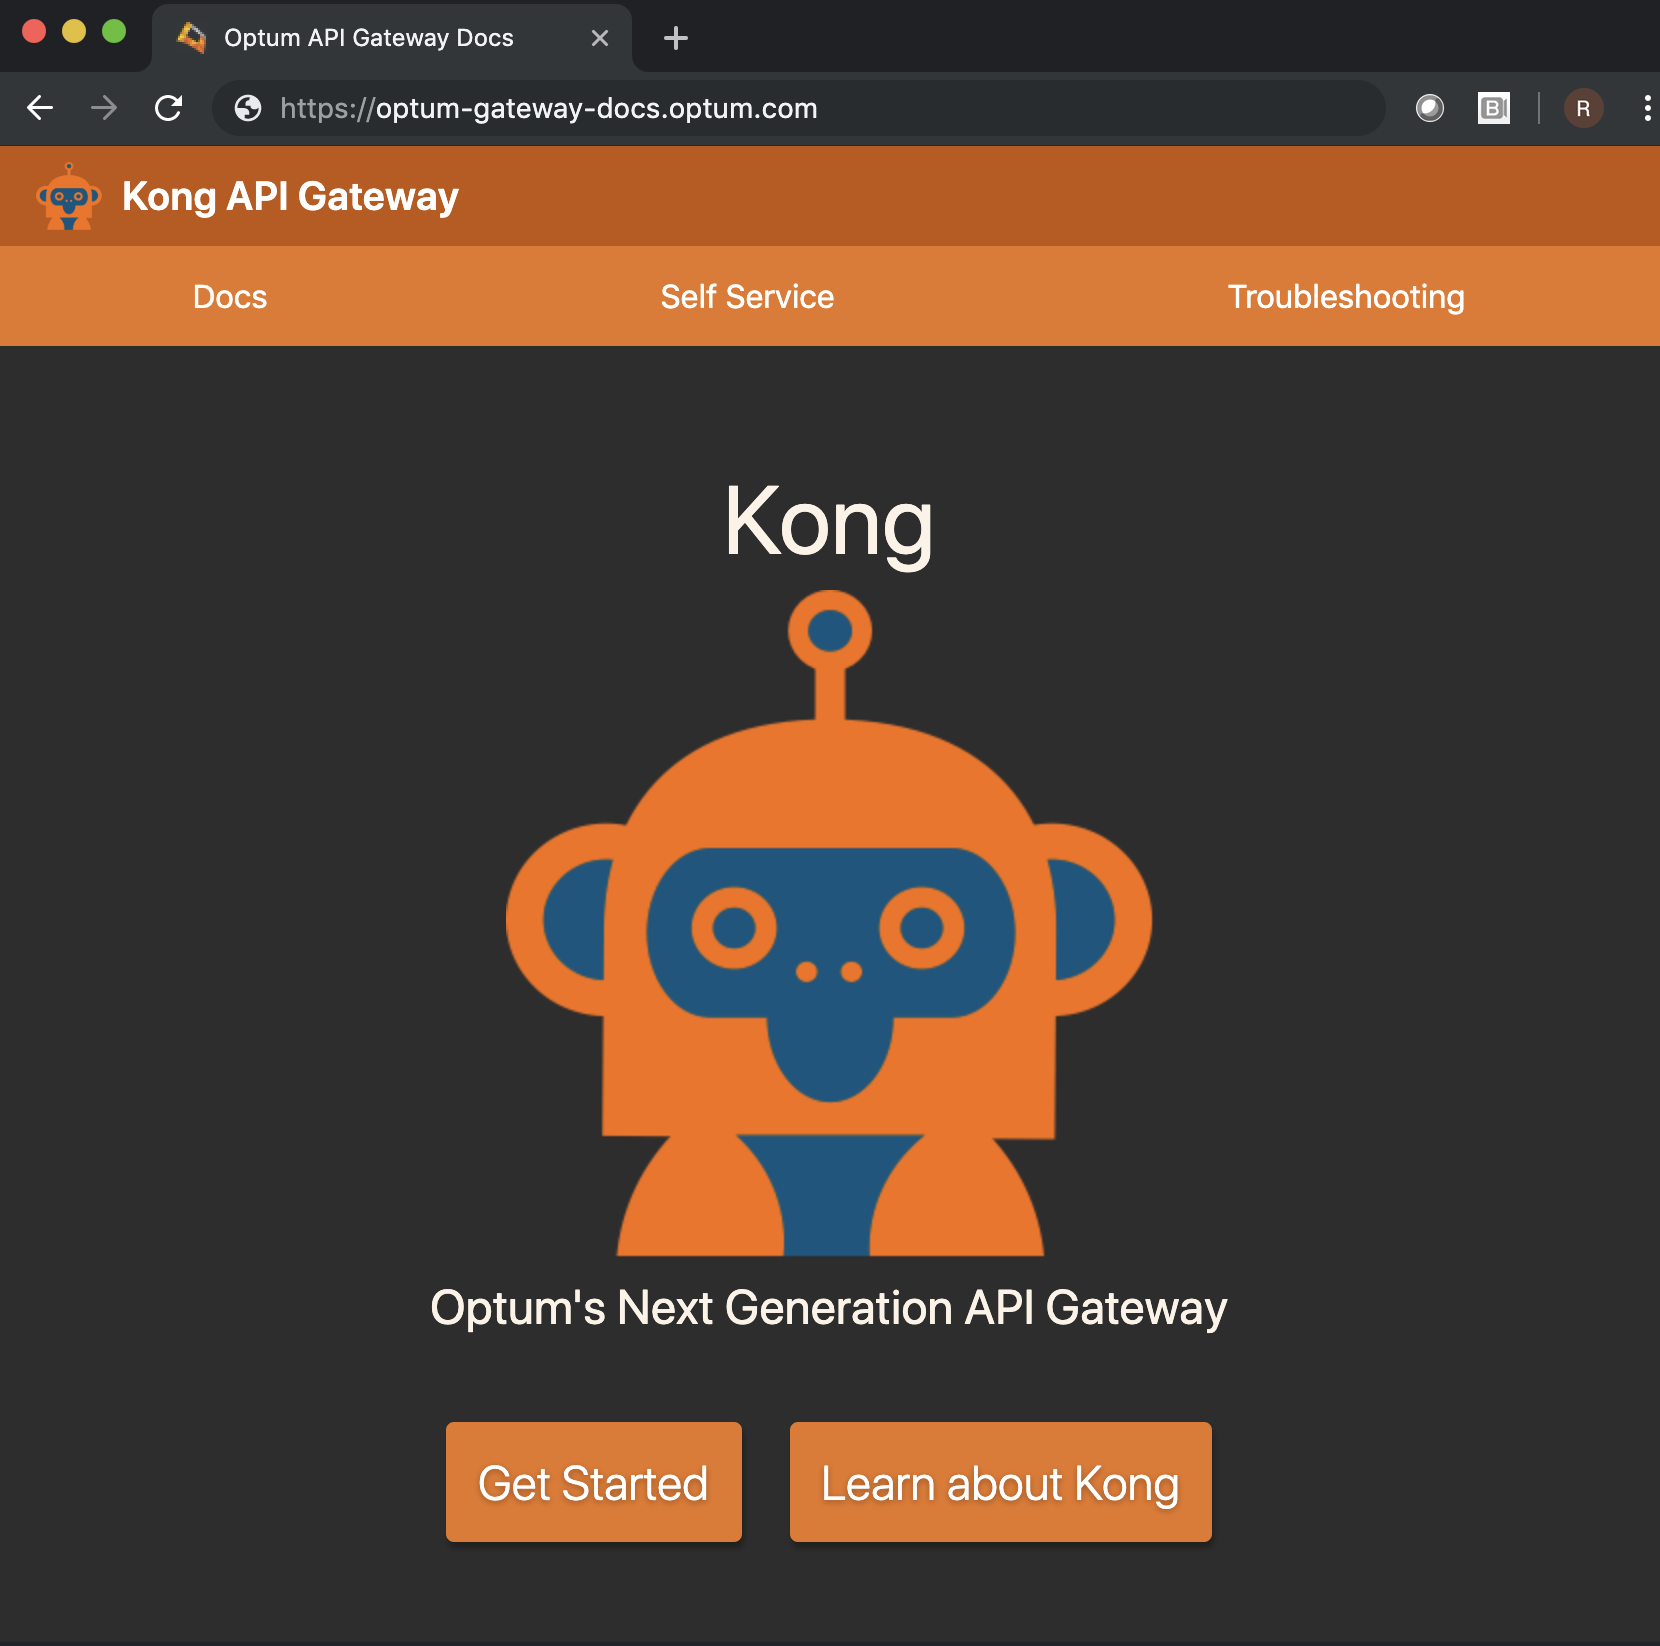 Optum API Gateway Docs
https://optum-gateway-docs.optum.com
B
R
Kong API Gateway
Docs
Self Service
Troubleshooting
Kong
Optum's Next Generation API Gateway
Get Started
Learn about Kong